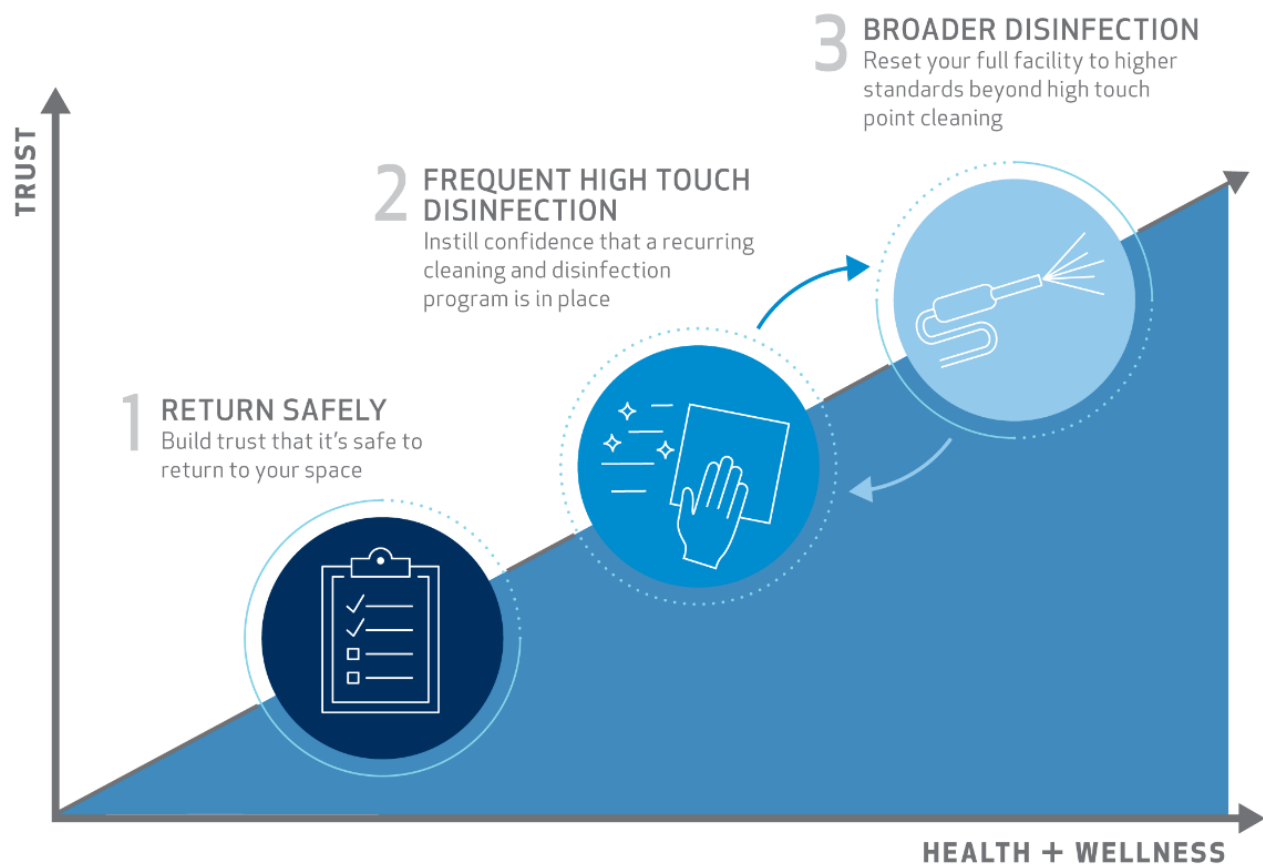 3
BROADER DISINFECTION
Reset your full facility to higher
standards beyond high touch
point cleaning
TRUST
2
FREQUENT HIGH TOUCH
DISINFECTION
Instill confidence that a recurring
cleaning and disinfection
program is in place
1
RETURN SAFELY
Build trust that it's safe to
return to your space
HEALTH + WELLNESS